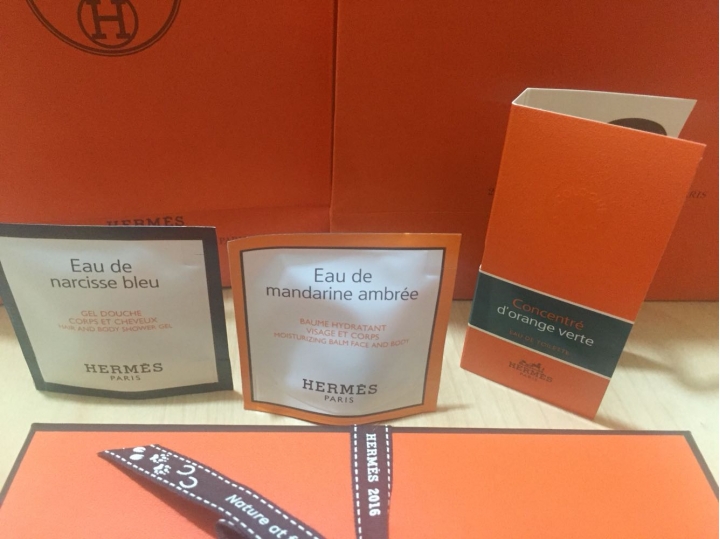 H
HERMÈS
PARIS
Eau de
narcisse bleu
GEL DOUCHE
CORPS ET CHEVEUX
HAIR AND BODY SHOWER GEL
HERMÈS
PARIS
Eau de
mandarine ambrée
BAUME HYDRATANT
VISAGE ET CORPS
MOISTURIZING BALM FACE AND BODY
HERMÈS
PARIS
Concentré
d'orange verte
EAU DE TOILETTE
HERMÈS
PARIS
HERMÈS 2016
Nature at